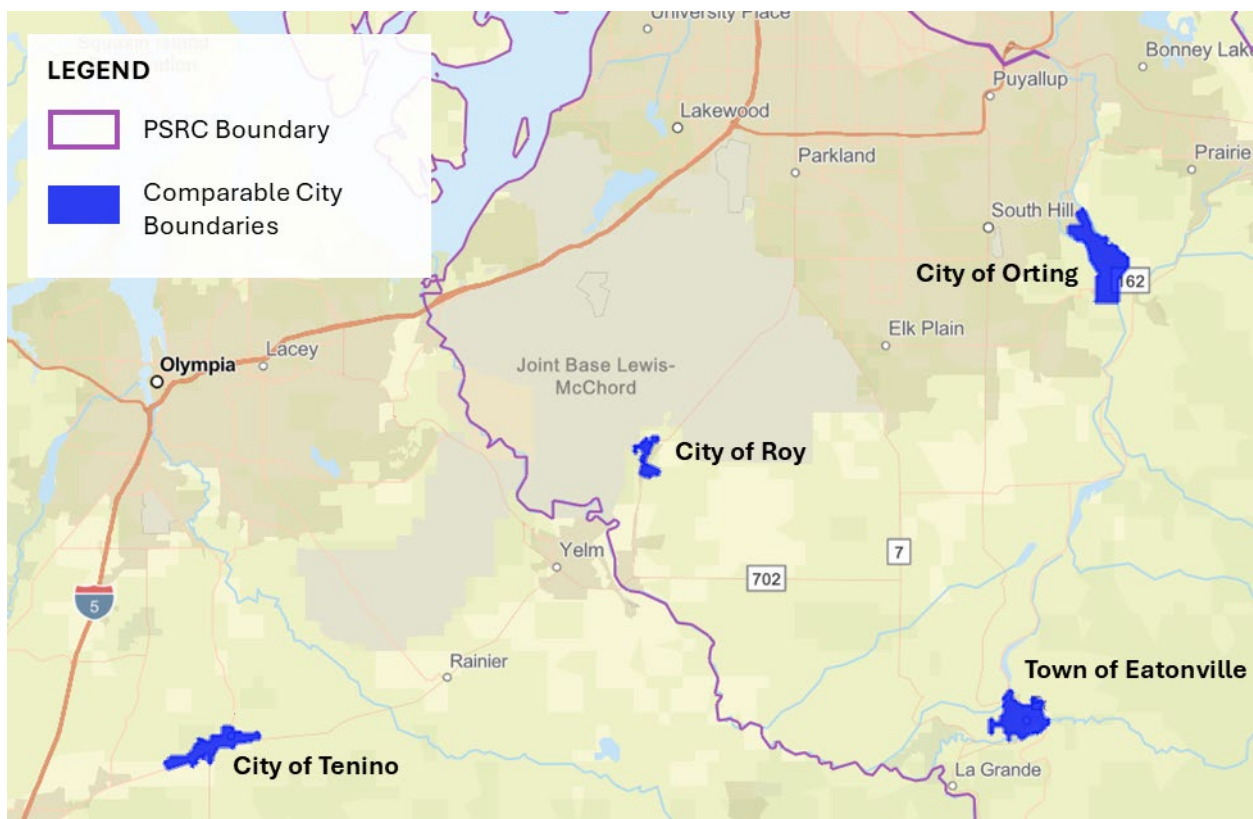 University Place
Bonney Lake
LEGEND
Puyallup
PSRC Boundary
Lakewood
Parkland
Prairie
Comparable City
Boundaries
South Hill
City of Orting
162
Elk Plain
Lacey
Olympia
Joint Base Lewis-
McChord
City of Roy
Yelm
7
702
5
Rainier
Town of Eatonville
City of Tenino
La Grande